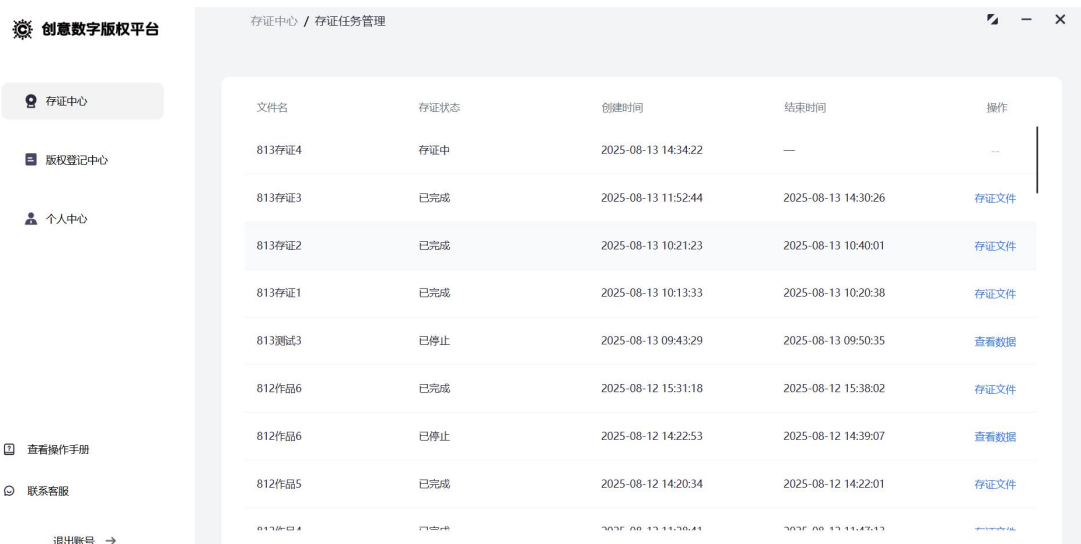 创意数字版权平台
存证中心 / 存证任务管理
存证中心
版权登记中心
个人中心
查看操作手册
联系客服
退出账号 →
文件名 存证状态 创建时间 结束时间 操作
813存证4 存证中 2025-08-13 14:34:22 — --
813存证3 已完成 2025-08-13 11:52:44 2025-08-13 14:30:26 存证文件
813存证2 已完成 2025-08-13 10:21:23 2025-08-13 10:40:01 存证文件
813存证1 已完成 2025-08-13 10:13:33 2025-08-13 10:20:38 存证文件
813测试3 已停止 2025-08-13 09:43:29 2025-08-13 09:50:35 查看数据
812作品6 已完成 2025-08-12 15:31:18 2025-08-12 15:38:02 存证文件
812作品6 已停止 2025-08-12 14:22:53 2025-08-12 14:39:07 查看数据
812作品5 已完成 2025-08-12 14:20:34 2025-08-12 14:22:01 存证文件